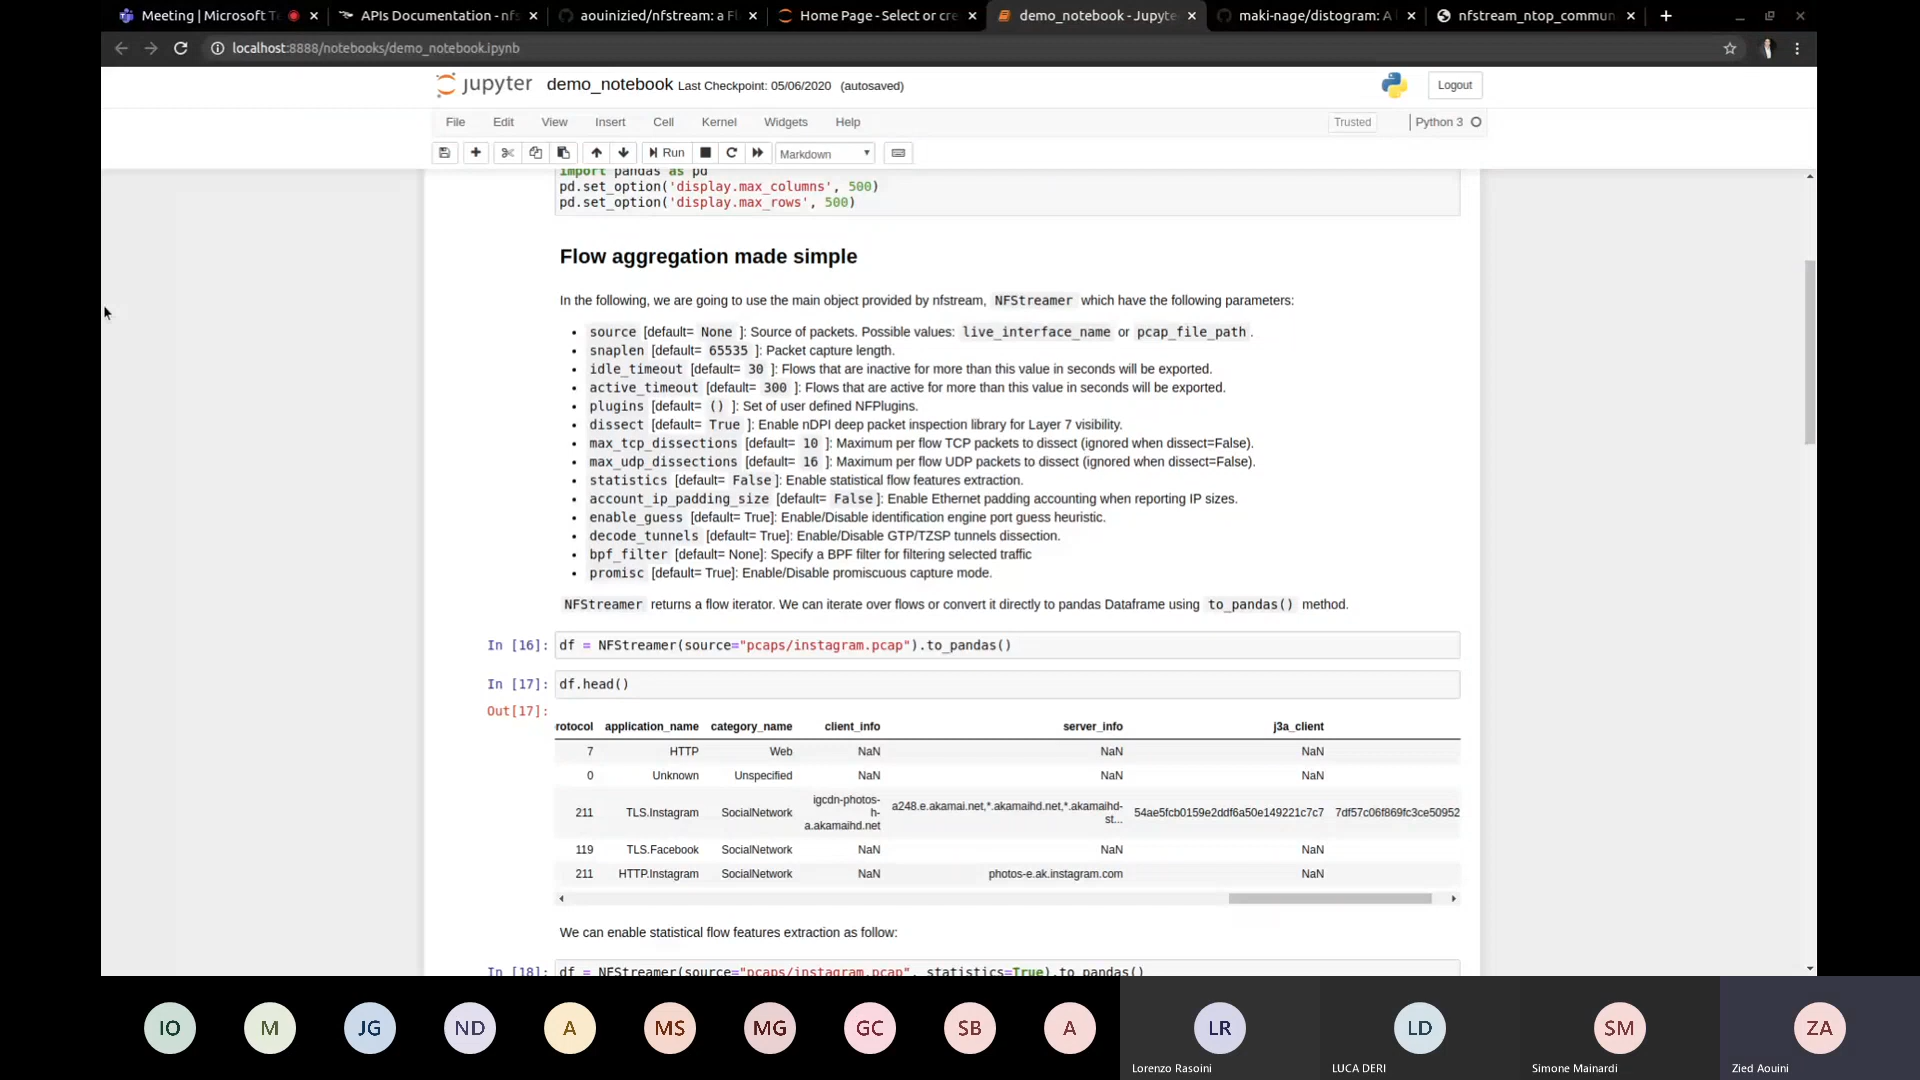 Meeting | Microsoft Te
APIs Documentation - nfs
aouinizied/nfstream: a Fl
Home Page - Select or cre
demo_notebook - Jupyte
maki-nage/distogram: A
nfstream_ntop_commun
localhost:8888/notebooks/demo_notebook.ipynb
jupyter demo_notebook Last Checkpoint: 05/06/2020 (autosaved)
Logout
File Edit View Insert Cell Kernel Widgets Help
Trusted
Python 3
Run
Markdown
import pandas as pd
pd.set_option('display.max_columns', 500)
pd.set_option('display.max_rows', 500)
Flow aggregation made simple
In the following, we are going to use the main object provided by nfstream, NFStreamer which have the following parameters:
• source [default= None ]: Source of packets. Possible values: live_interface_name or pcap_file_path .
• snaplen [default= 65535 ]: Packet capture length.
• idle_timeout [default= 30 ]: Flows that are inactive for more than this value in seconds will be exported.
• active_timeout [default= 300 ]: Flows that are active for more than this value in seconds will be exported.
• plugins [default= () ]: Set of user defined NFPlugins.
• dissect [default= True ]: Enable nDPI deep packet inspection library for Layer 7 visibility.
• max_tcp_dissections [default= 10 ]: Maximum per flow TCP packets to dissect (ignored when dissect=False).
• max_udp_dissections [default= 16 ]: Maximum per flow UDP packets to dissect (ignored when dissect=False).
• statistics [default= False ]: Enable statistical flow features extraction.
• account_ip_padding_size [default= False ]: Enable Ethernet padding accounting when reporting IP sizes.
• enable_guess [default= True]: Enable/Disable identification engine port guess heuristic.
• decode_tunnels [default= True]: Enable/Disable GTP/TZSP tunnels dissection.
• bpf_filter [default= None]: Specify a BPF filter for filtering selected traffic
• promisc [default= True]: Enable/Disable promiscuous capture mode.
NFStreamer returns a flow iterator. We can iterate over flows or convert it directly to pandas Dataframe using to_pandas() method.
In [16]: df = NFStreamer(source="pcaps/instagram.pcap").to_pandas()
In [17]: df.head()
Out[17]:
rotocol application_name category_name client_info server_info j3a_client
7 HTTP Web NaN NaN NaN
0 Unknown Unspecified NaN NaN NaN
211 TLS.Instagram SocialNetwork igcdn-photos-h-a.akamaihd.net a248.e.akamai.net,*.akamaihd.net,*.akamaihd-st... 54ae5fcb0159e2ddf6a50e149221c7c7 7df57c06f869fc3ce50952
119 TLS.Facebook SocialNetwork NaN NaN NaN
211 HTTP.Instagram SocialNetwork NaN photos-e.ak.instagram.com NaN
We can enable statistical flow features extraction as follow:
In [18]: df = NFStreamer(source="pcaps/instagram.pcap", statistics=True).to_pandas()
IO M JG ND A MS MG GC SB A LR LD SM ZA
Lorenzo Rasoini
LUCA DERI
Simone Mainardi
Zied Aouini